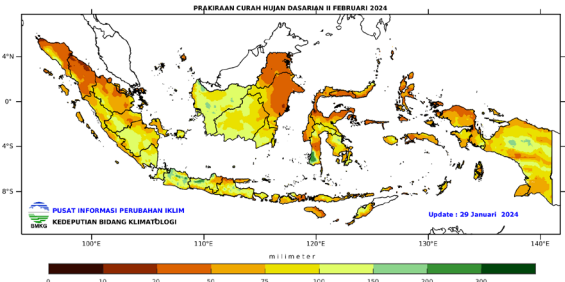 PRAKIRAAN CURAH HUJAN DASARIAN II FEBRUARI 2024
4°N
0°
4°S
8°S
BMKG
PUSAT INFORMASI PERUBAHAN IKLIM
KEDEPUTIAN BIDANG KLIMATOLOGI
Update : 29 Januari 2024
100°E 110°E 120°E 130°E 140°E
milimeter
0 10 20 50 75 100 150 200 300